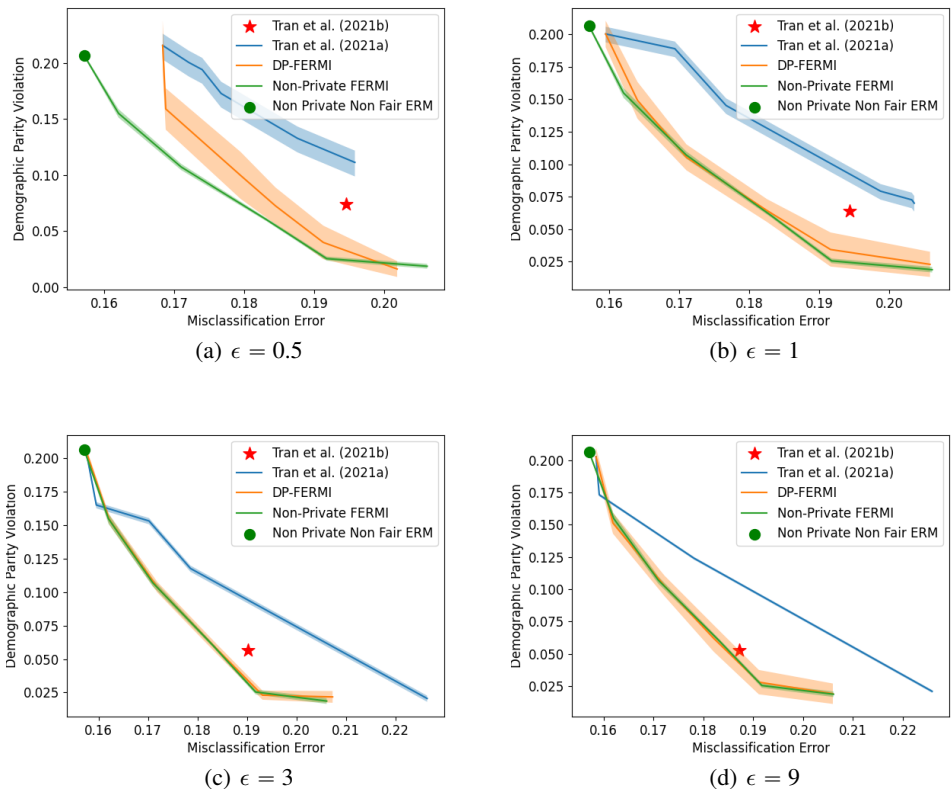 Tran et al. (2021b)
Tran et al. (2021a)
DP-FERMI
Non-Private FERMI
Non Private Non Fair ERM
Demographic Parity Violation
0.20
0.15
0.10
0.05
0.00
0.16 0.17 0.18 0.19 0.20
Misclassification Error
(a) ϵ = 0.5
Tran et al. (2021b)
Tran et al. (2021a)
DP-FERMI
Non-Private FERMI
Non Private Non Fair ERM
Demographic Parity Violation
0.200
0.175
0.150
0.125
0.100
0.075
0.050
0.025
0.16 0.17 0.18 0.19 0.20
Misclassification Error
(b) ϵ = 1
Tran et al. (2021b)
Tran et al. (2021a)
DP-FERMI
Non-Private FERMI
Non Private Non Fair ERM
Demographic Parity Violation
0.200
0.175
0.150
0.125
0.100
0.075
0.050
0.025
0.16 0.17 0.18 0.19 0.20 0.21 0.22
Misclassification Error
(c) ϵ = 3
Tran et al. (2021b)
Tran et al. (2021a)
DP-FERMI
Non-Private FERMI
Non Private Non Fair ERM
Demographic Parity Violation
0.200
0.175
0.150
0.125
0.100
0.075
0.050
0.025
0.16 0.17 0.18 0.19 0.20 0.21 0.22
Misclassification Error
(d) ϵ = 9